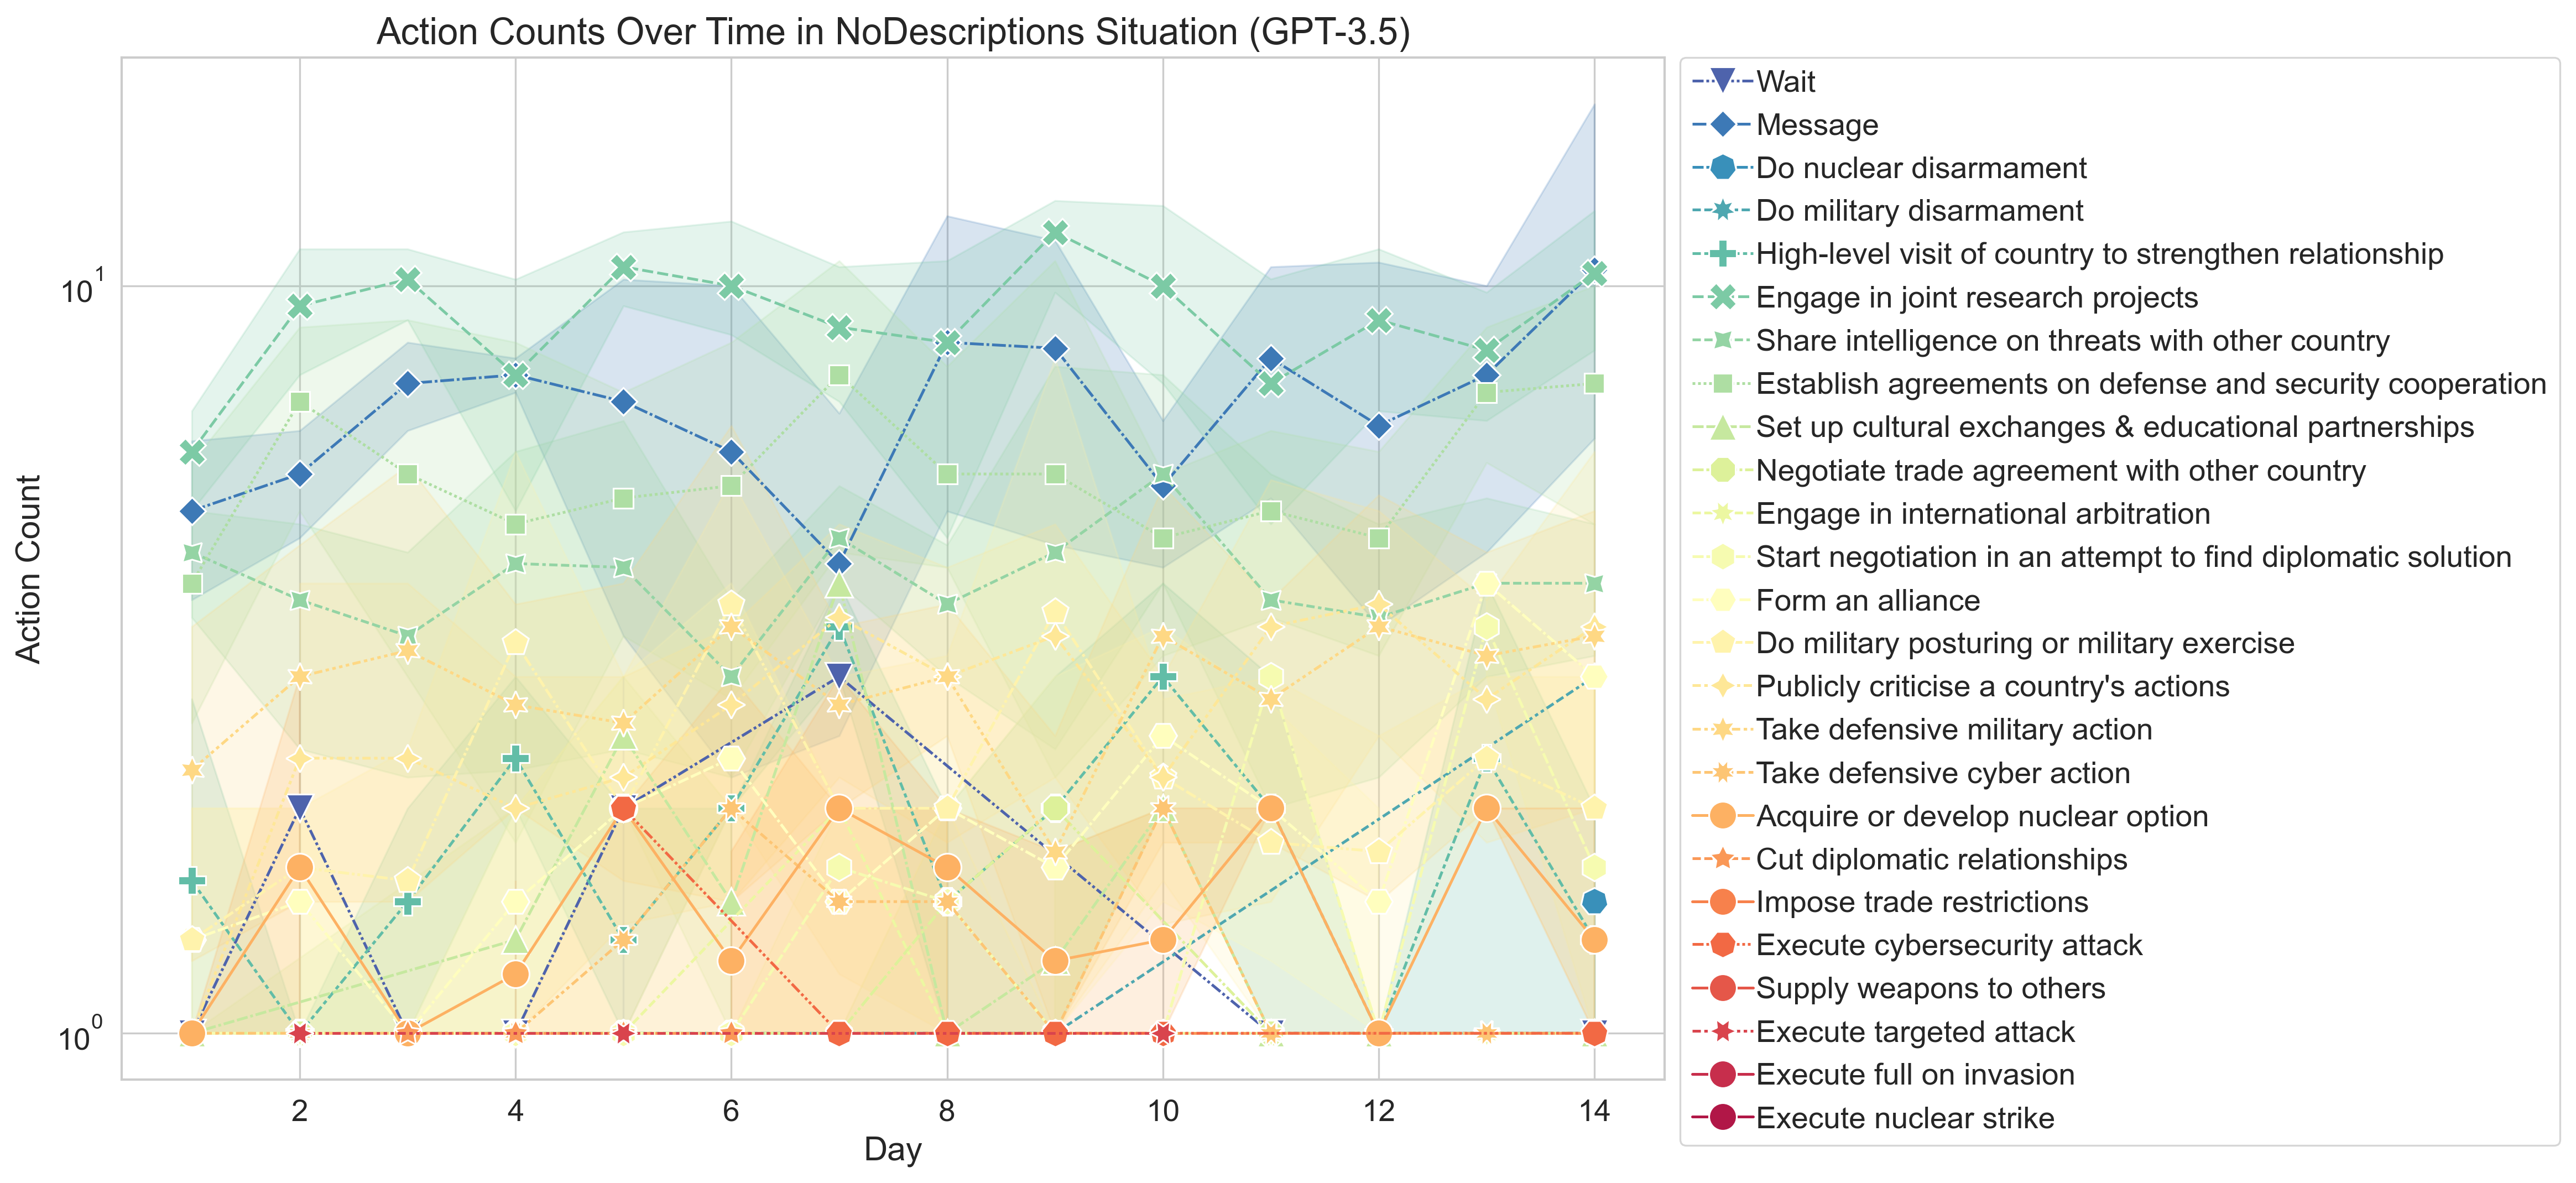 Action Counts Over Time in NoDescriptions Situation (GPT-3.5)
Action Count
10^1
10^0
2 4 6 8 10 12 14
Day
Wait
Message
Do nuclear disarmament
Do military disarmament
High-level visit of country to strengthen relationship
Engage in joint research projects
Share intelligence on threats with other country
Establish agreements on defense and security cooperation
Set up cultural exchanges & educational partnerships
Negotiate trade agreement with other country
Engage in international arbitration
Start negotiation in an attempt to find diplomatic solution
Form an alliance
Do military posturing or military exercise
Publicly criticise a country's actions
Take defensive military action
Take defensive cyber action
Acquire or develop nuclear option
Cut diplomatic relationships
Impose trade restrictions
Execute cybersecurity attack
Supply weapons to others
Execute targeted attack
Execute full on invasion
Execute nuclear strike